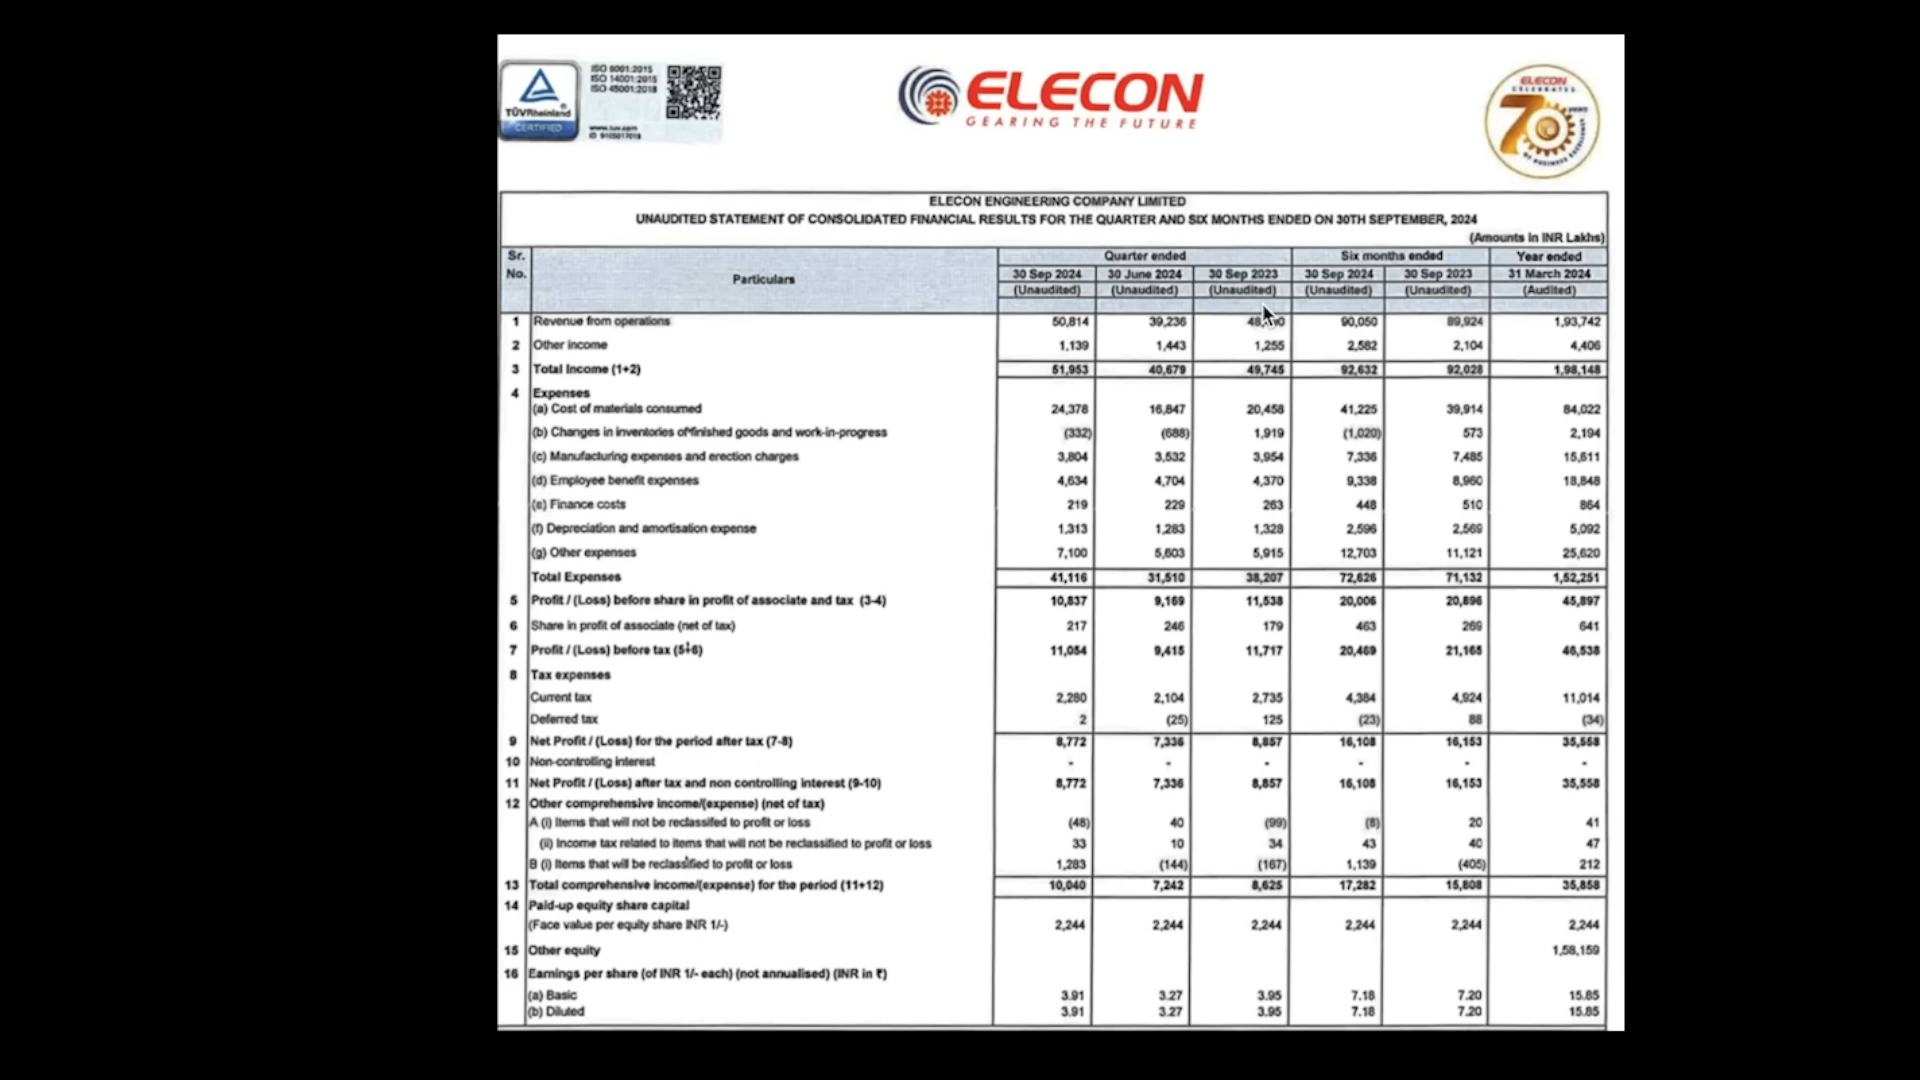 ISO 9001:2015
ISO 14001:2015
ISO 45001:2018
TÜVRheinland
CERTIFIED
www.tuv.com
ELECON
GEARING THE FUTURE
ELECON
CELEBRATES
70 YEARS
OF BUSINESS EXCELLENCE
ELECON ENGINEERING COMPANY LIMITED
UNAUDITED STATEMENT OF CONSOLIDATED FINANCIAL RESULTS FOR THE QUARTER AND SIX MONTHS ENDED ON 30TH SEPTEMBER, 2024
(Amounts in INR Lakhs)
Sr. No. Particulars Quarter ended Six months ended Year ended
30 Sep 2024 30 June 2024 30 Sep 2023 30 Sep 2024 30 Sep 2023 31 March 2024
(Unaudited) (Unaudited) (Unaudited) (Unaudited) (Unaudited) (Audited)
1 Revenue from operations 50,814 39,236 90,050 89,924 1,93,742
2 Other income 1,139 1,443 1,255 2,582 2,104 4,406
3 Total Income (1+2) 51,953 40,679 49,745 92,632 92,028 1,98,148
4 Expenses
(a) Cost of materials consumed 24,378 16,847 20,458 41,225 39,914 84,022
(b) Changes in inventories of finished goods and work-in-progress (332) (688) 1,919 (1,020) 573 2,194
(c) Manufacturing expenses and erection charges 3,804 3,532 3,954 7,336 7,485 15,611
(d) Employee benefit expenses 4,634 4,704 4,370 9,338 8,960 18,848
(e) Finance costs 219 229 263 448 510 864
(f) Depreciation and amortisation expense 1,313 1,283 1,328 2,596 2,569 5,092
(g) Other expenses 7,100 5,603 5,915 12,703 11,121 25,620
Total Expenses 41,116 31,510 38,207 72,626 71,132 1,52,251
5 Profit / (Loss) before share in profit of associate and tax (3-4) 10,837 9,169 11,538 20,006 20,896 45,897
6 Share in profit of associate (net of tax) 217 246 179 463 269 641
7 Profit / (Loss) before tax (5+6) 11,054 9,415 11,717 20,469 21,165 46,538
8 Tax expenses
Current tax 2,280 2,104 2,735 4,384 4,924 11,014
Deferred tax 2 (25) 125 (23) 88 (34)
9 Net Profit / (Loss) for the period after tax (7-8) 8,772 7,336 8,857 16,108 16,153 35,558
10 Non-controlling interest - - - - - -
11 Net Profit / (Loss) after tax and non controlling interest (9-10) 8,772 7,336 8,857 16,108 16,153 35,558
12 Other comprehensive income/(expense) (net of tax)
A (i) Items that will not be reclassifed to profit or loss (48) 40 (99) (8) 20 41
(ii) Income tax related to items that will not be reclassified to profit or loss 33 10 34 43 40 47
B (i) Items that will be reclassified to profit or loss 1,283 (144) (167) 1,139 (405) 212
13 Total comprehensive income/(expense) for the period (11+12) 10,040 7,242 8,625 17,282 15,808 35,858
14 Paid-up equity share capital
(Face value per equity share INR 1/-) 2,244 2,244 2,244 2,244 2,244 2,244
15 Other equity 1,58,159
16 Earnings per share (of INR 1/- each) (not annualised) (INR in ₹)
(a) Basic 3.91 3.27 3.95 7.18 7.20 15.85
(b) Diluted 3.91 3.27 3.95 7.18 7.20 15.85